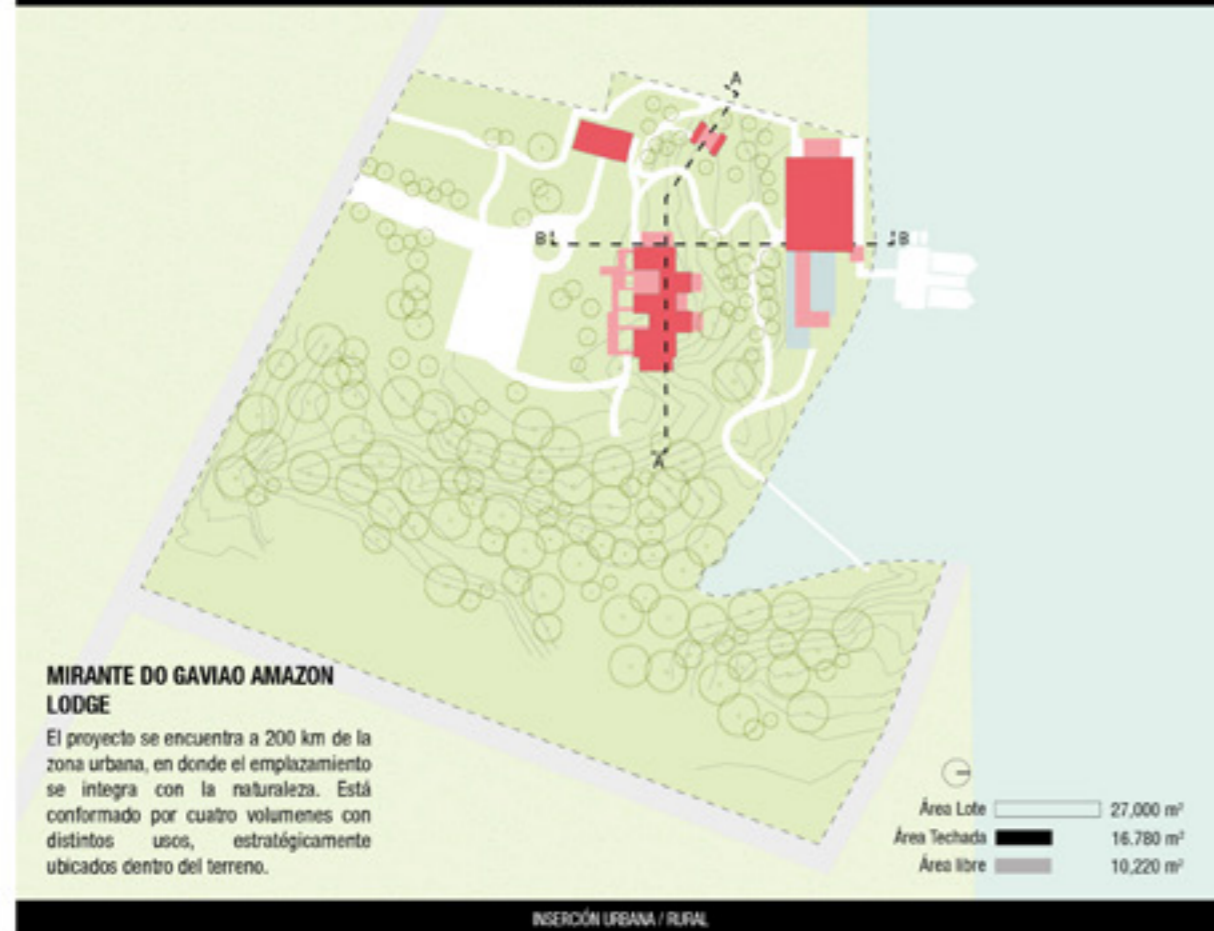 A
B'
B
A'
MIRANTE DO GAVIAO AMAZON
LODGE
El proyecto se encuentra a 200 km de la
zona urbana, en donde el emplazamiento
se integra con la naturaleza. Está
conformado por cuatro volumenes con
distintos usos, estratégicamente
ubicados dentro del terreno.
Área Lote 27,000 m²
Área Techada 16.780 m²
Área libre 10,220 m²
INSERCIÓN URBANA / RURAL